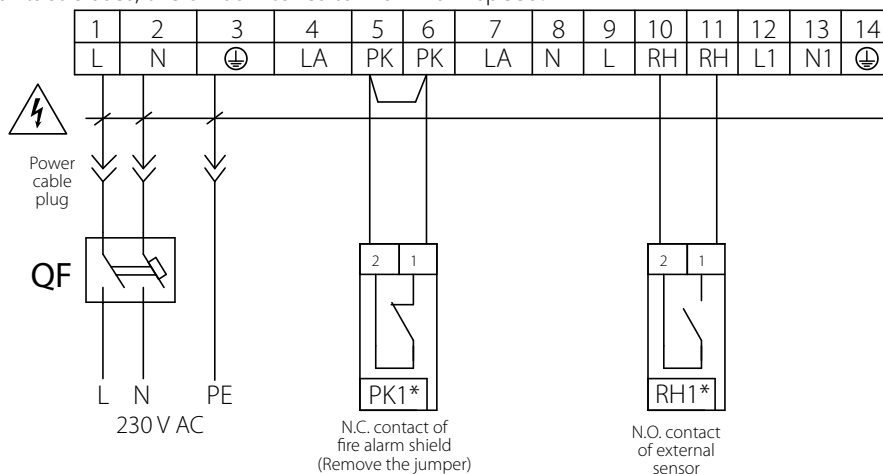 1 2 3 4 5 6 7 8 9 10 11 12 13 14
L N LA PK PK LA N L RH RH L1 N1
Power
cable
plug
QF
2 1
2 1
L N PE
230 V AC
PK1*
RH1*
N.C. contact of
fire alarm shield
(Remove the jumper)
N.O. contact
of external
sensor